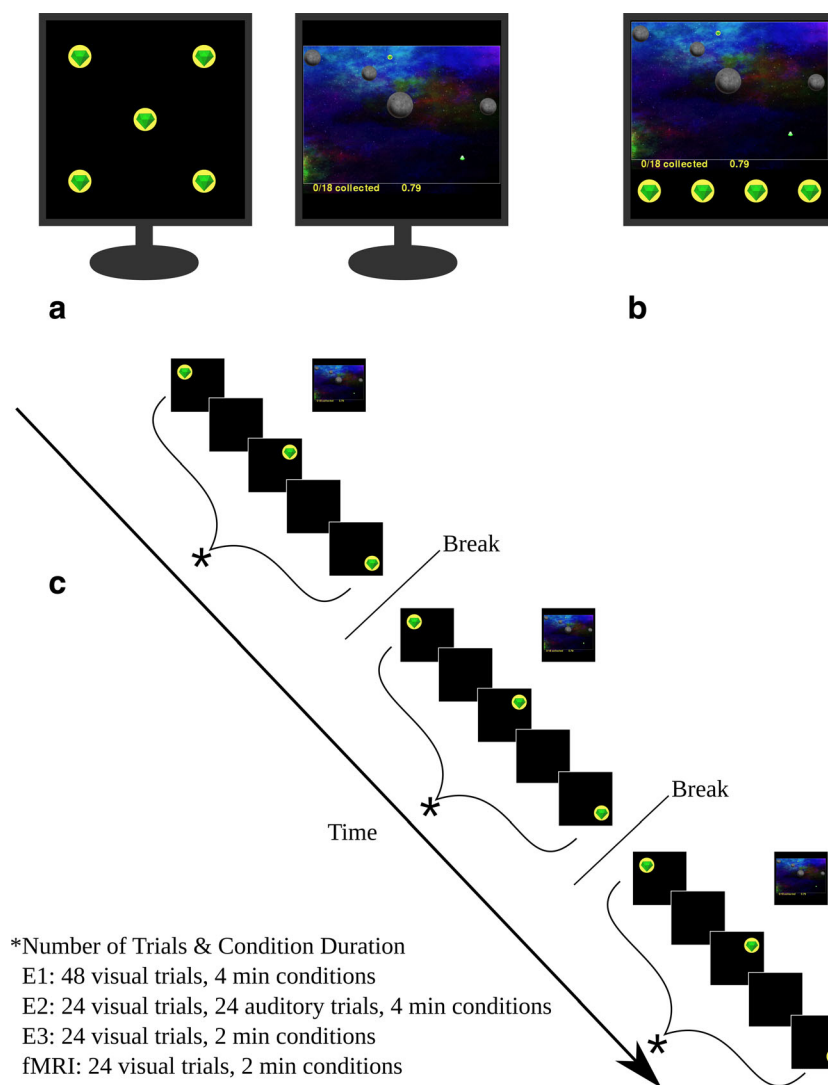 0/18 collected 0.79
0/18 collected 0.79
a
b
Break
c
Break
Time
*Number of Trials & Condition Duration
E1: 48 visual trials, 4 min conditions
E2: 24 visual trials, 24 auditory trials, 4 min conditions
E3: 24 visual trials, 2 min conditions
fMRI: 24 visual trials, 2 min conditions